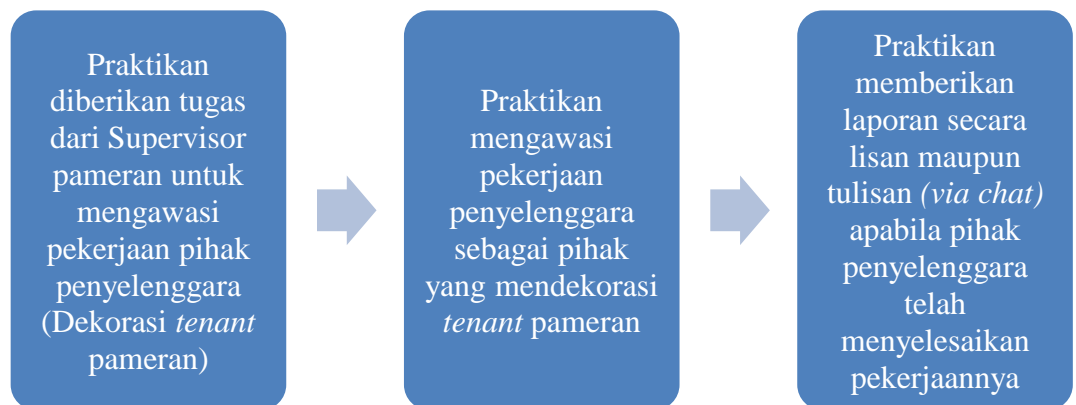 Praktikan
diberikan tugas
dari Supervisor
pameran untuk
mengawasi
pekerjaan pihak
penyelenggara
(Dekorasi tenant
pameran)
Praktikan
mengawasi
pekerjaan
penyelenggara
sebagai pihak
yang mendekorasi
tenant pameran
Praktikan
memberikan
laporan secara
lisan maupun
tulisan (via chat)
apabila pihak
penyelenggara
telah
menyelesaikan
pekerjaannya